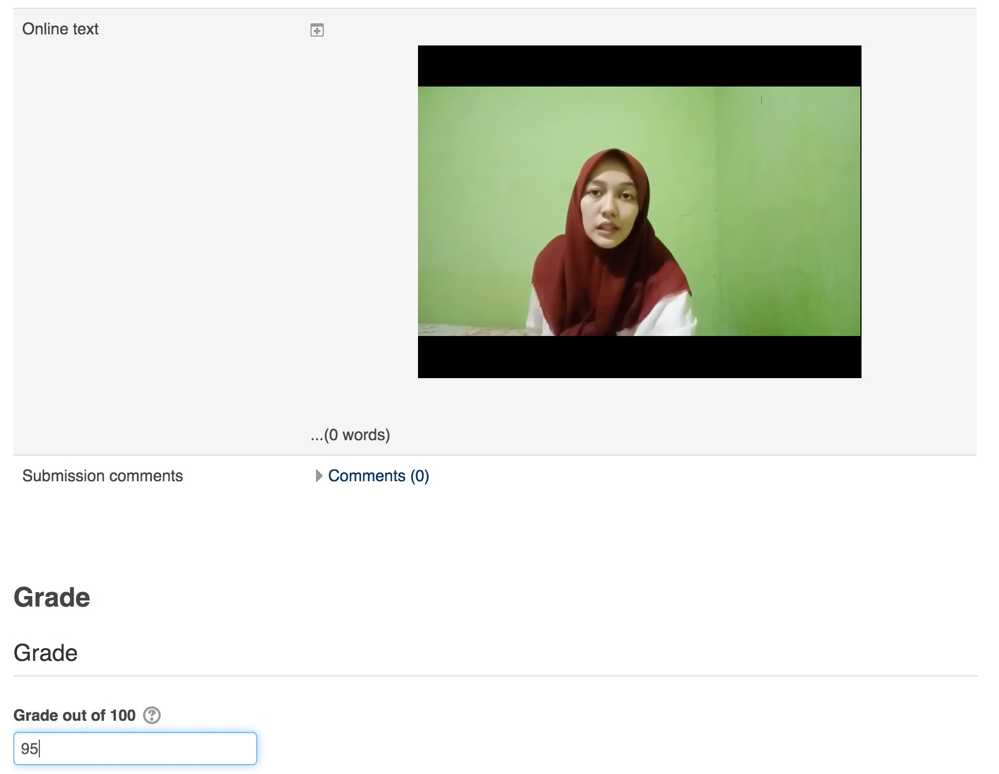 Online text
...(0 words)
Submission comments
Comments (0)
Grade
Grade
Grade out of 100
95